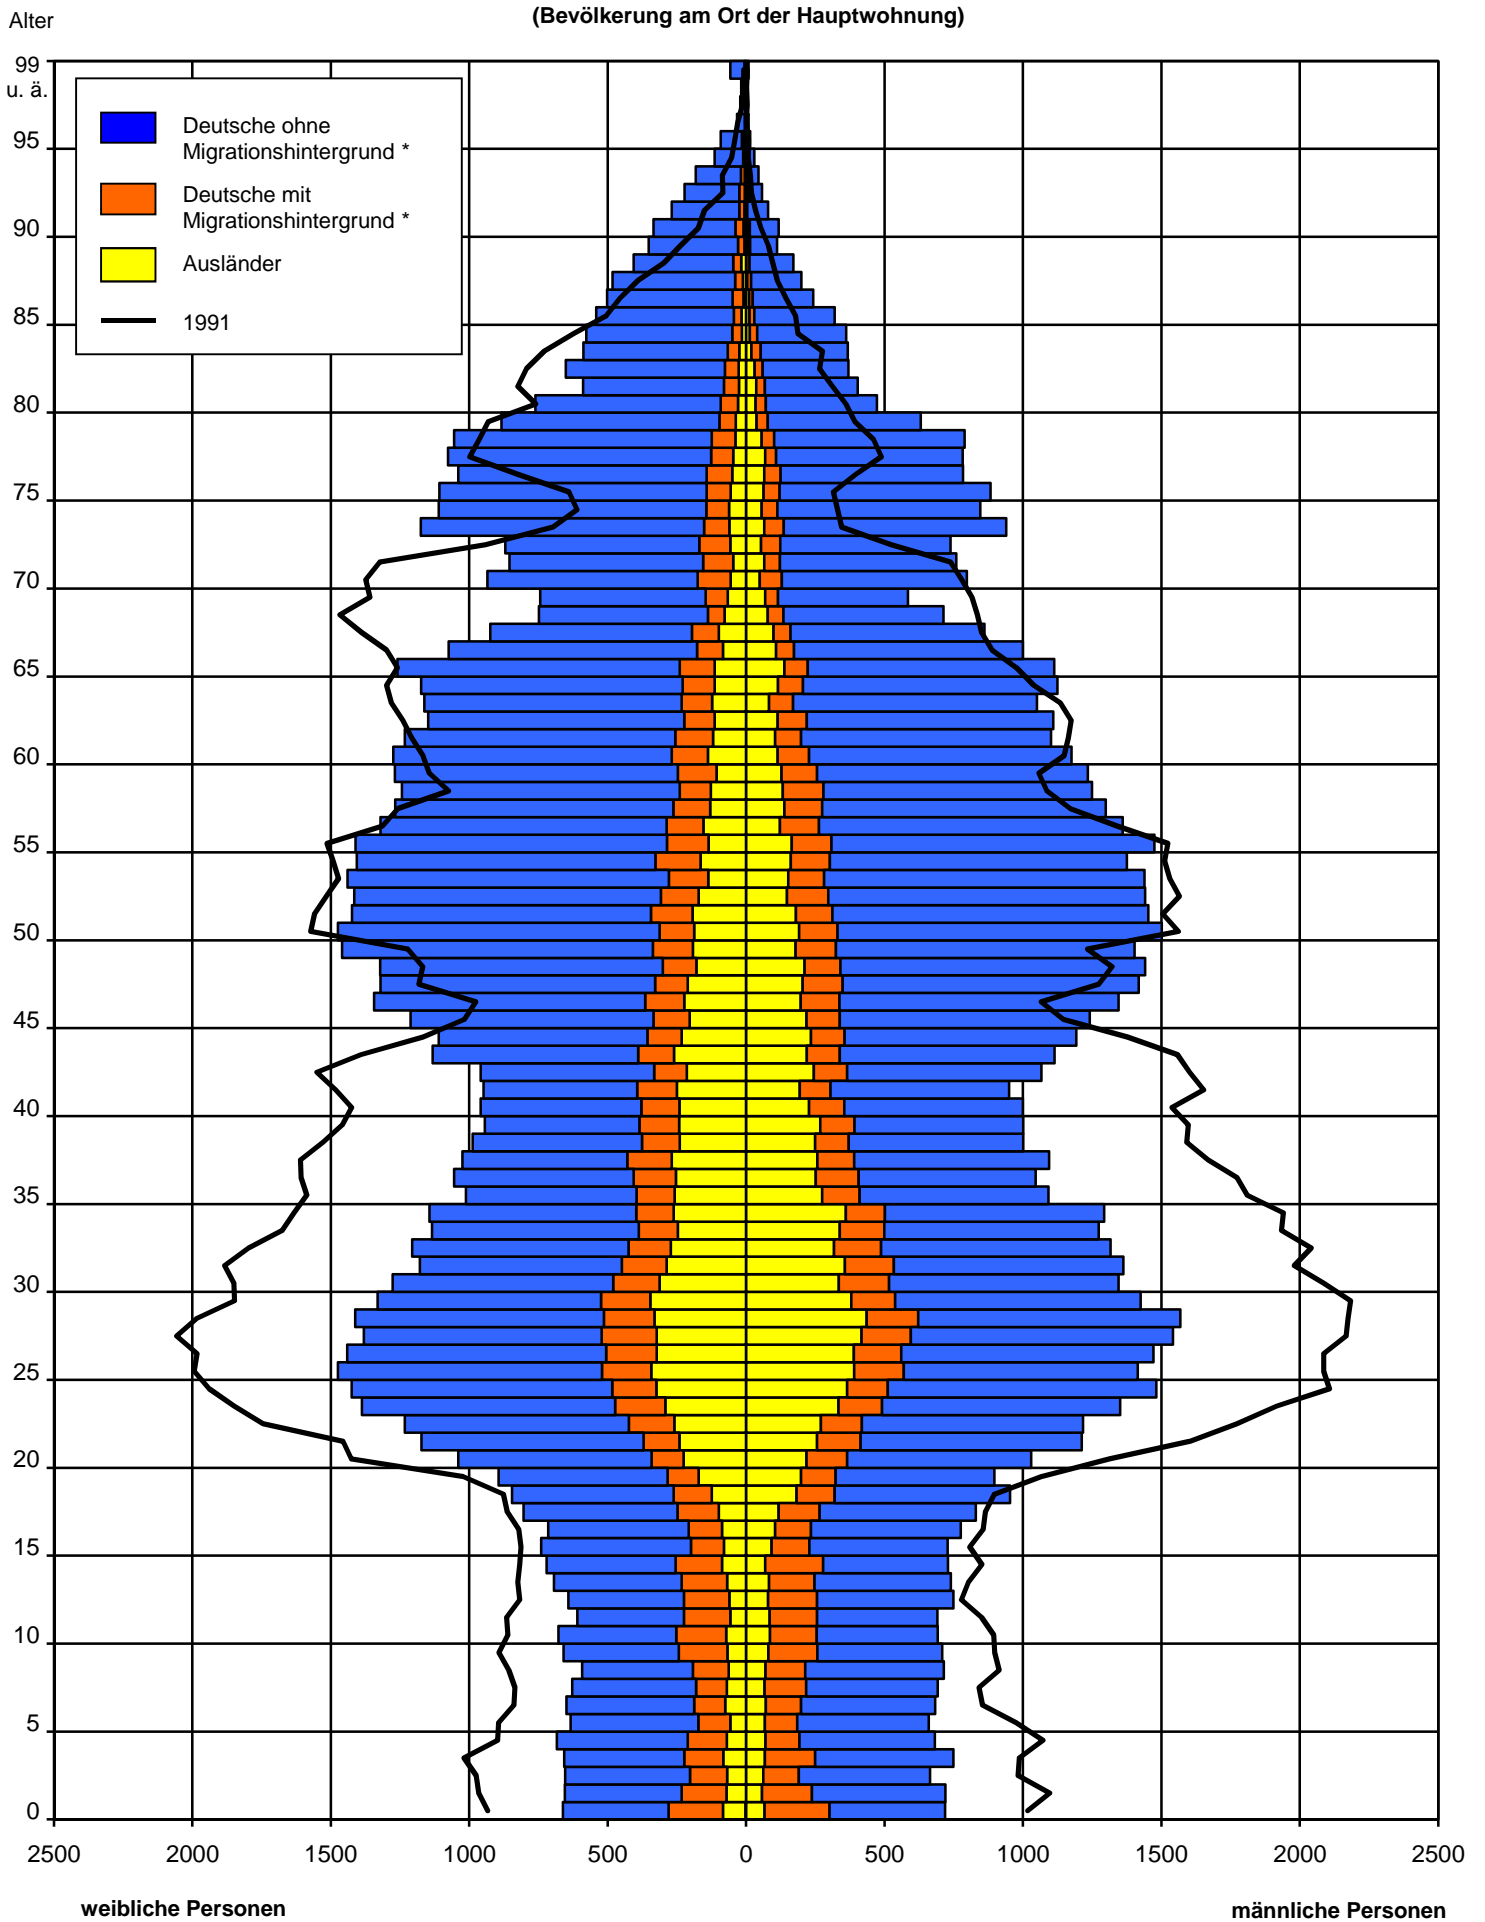 (Bevölkerung am Ort der Hauptwohnung)
Alter
99
u. ä.
Deutsche ohne
Migrationshintergrund *
Deutsche mit
Migrationshintergrund *
Ausländer
1991
95
90
85
80
75
70
65
60
55
50
45
40
35
30
25
20
15
10
5
0
2500 2000 1500 1000 500 0 500 1000 1500 2000 2500
weibliche Personen männliche Personen